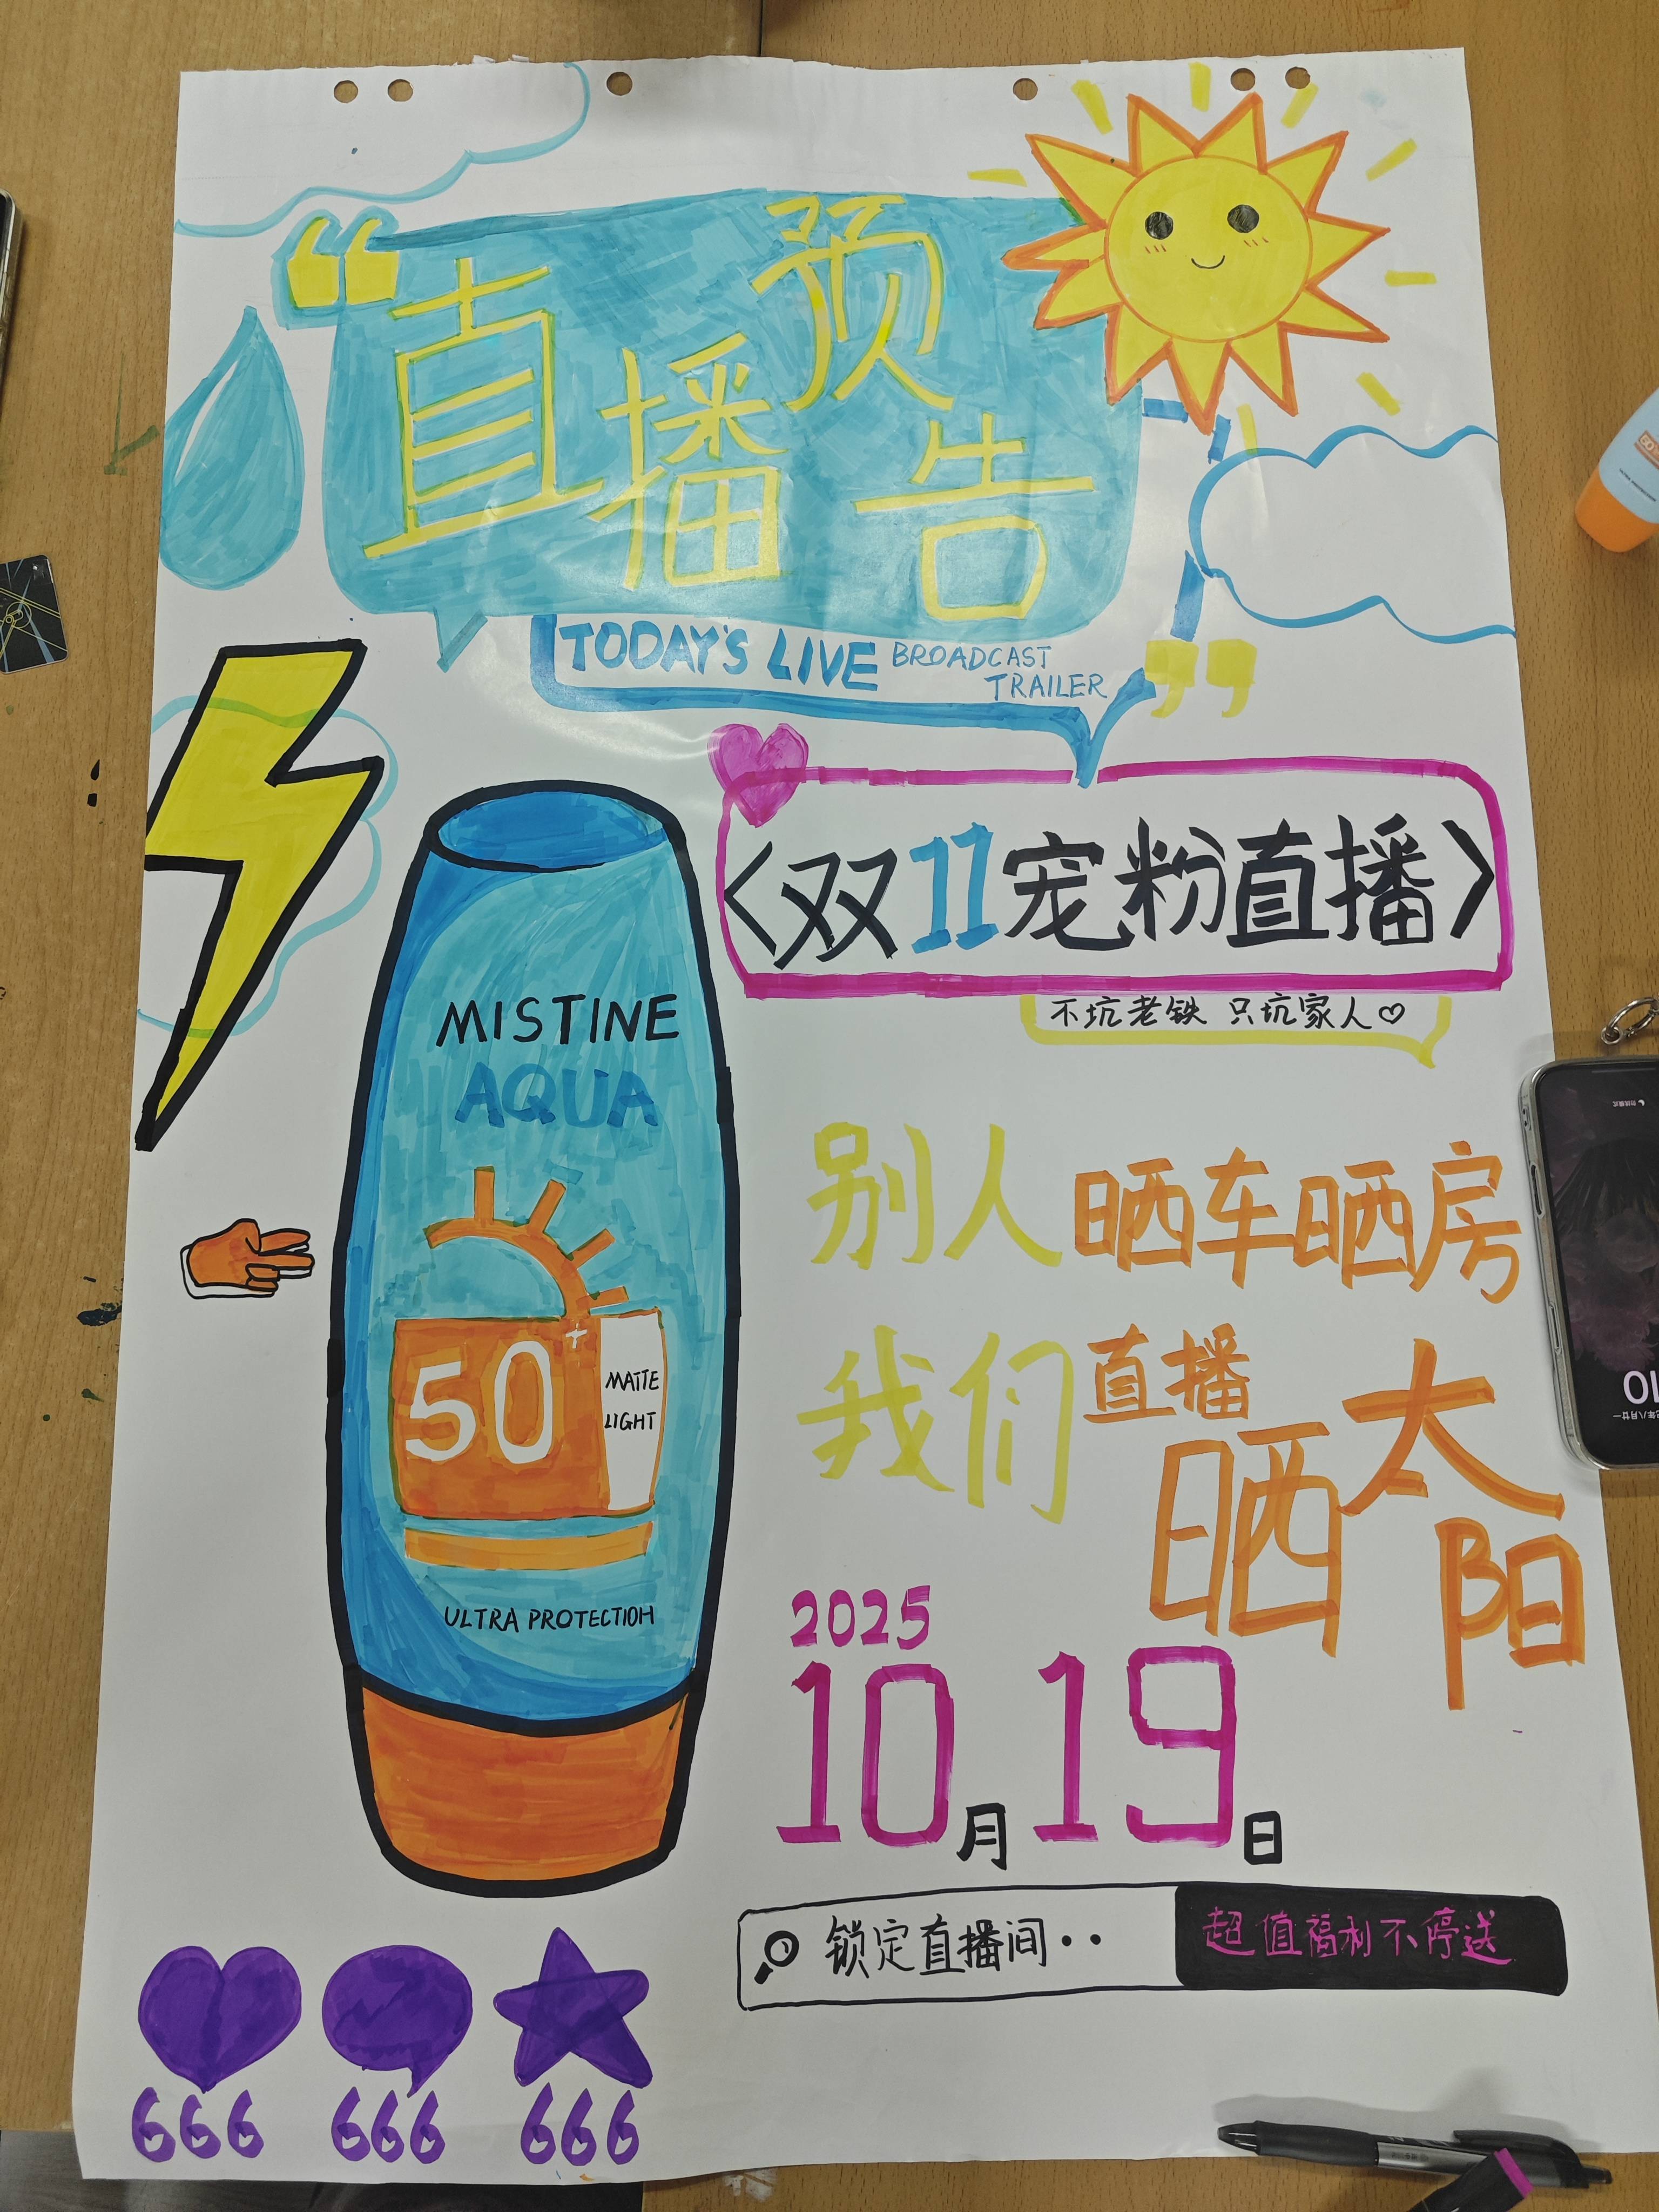 直播预告
TODAY'S LIVE BROADCAST
TRAILER
<双11宠粉直播>
不坑老铁 只坑家人♡
MISTINE
AQUA
别人晒车晒房
我们直播晒太阳
50+
MATTE
LIGHT
ULTRA PROTECTION
2025
10月19日
锁定直播间··
超值福利不停送
666 666 666